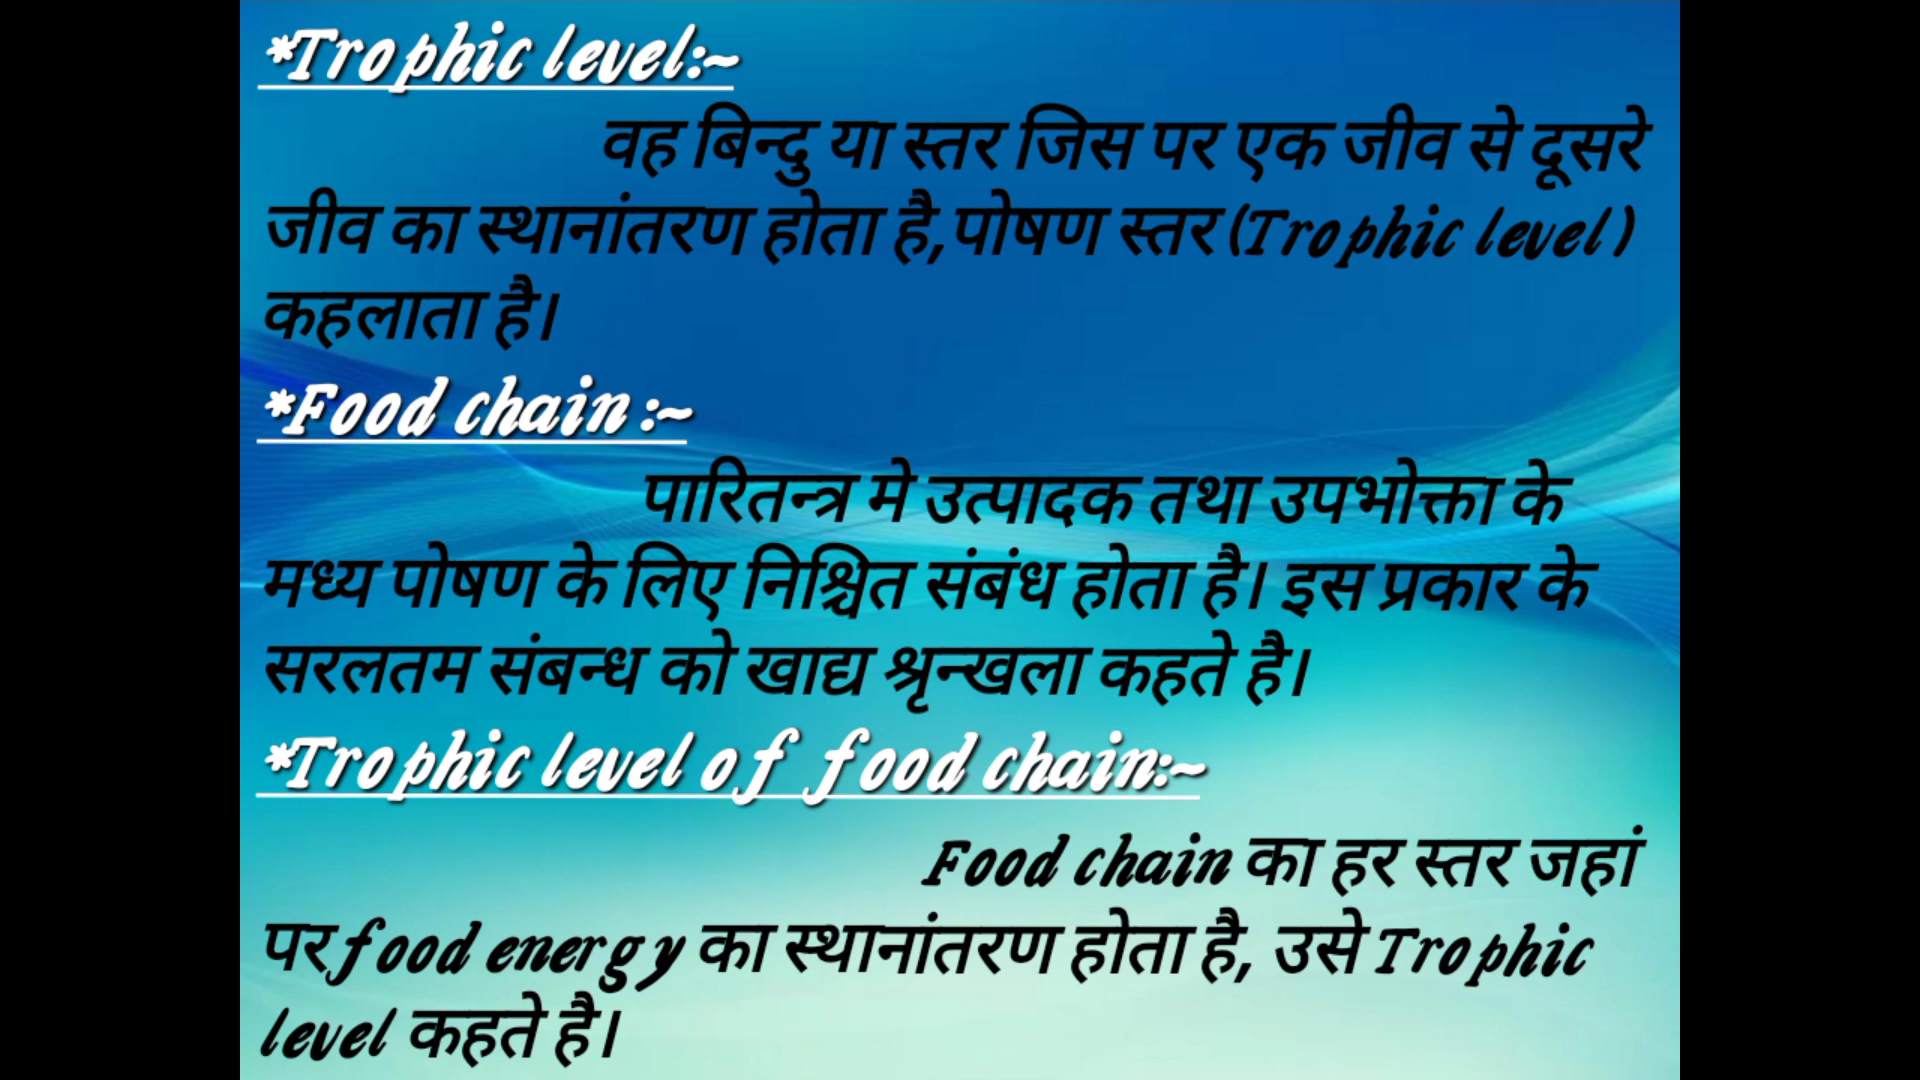 *Trophic level:~
वह बिन्दु या स्तर जिस पर एक जीव से दूसरे
जीव का स्थानांतरण होता है,पोषण स्तर(Trophic level)
कहलाता है।
*Food chain:~
पारितन्त्र मे उत्पादक तथा उपभोक्ता के
मध्य पोषण के लिए निश्चित संबंध होता है। इस प्रकार के
सरलतम संबन्ध को खाद्य श्रृन्खला कहते है।
*Trophic level of food chain:~
Food chain का हर स्तर जहां
पर food energy का स्थानांतरण होता है, उसे Trophic
level कहते है।